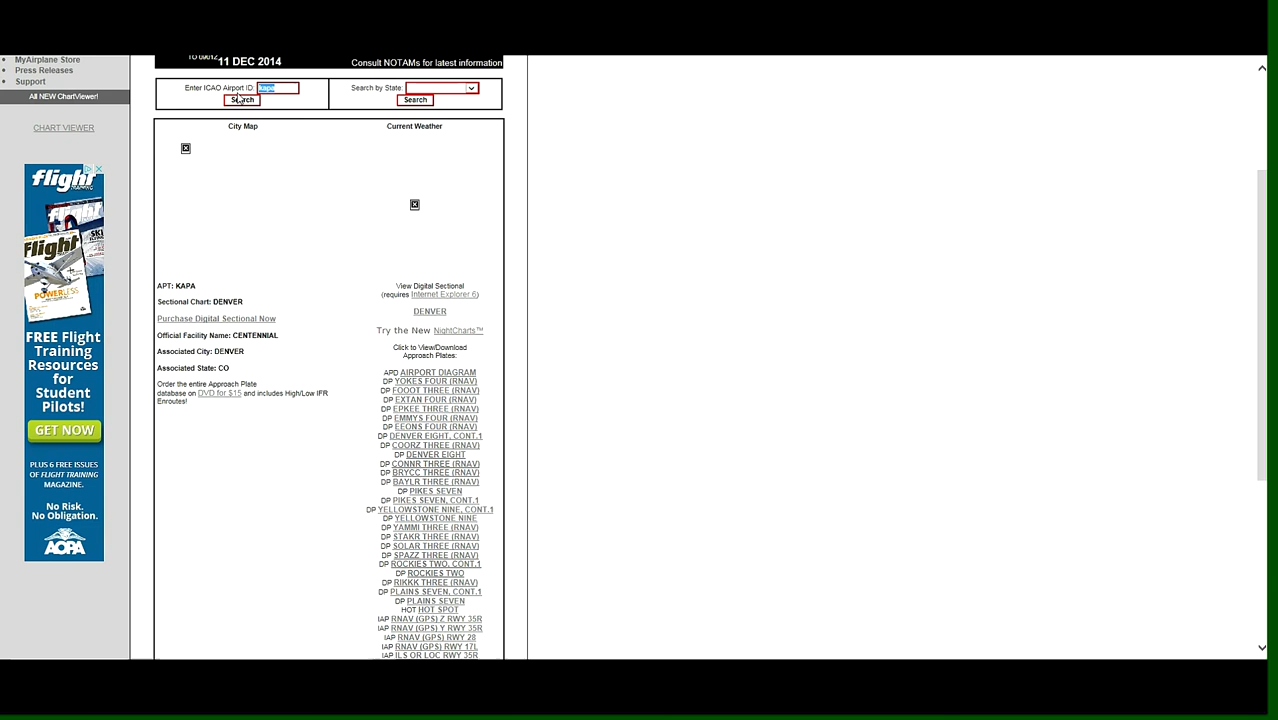 MyAirplane Store
Press Releases
Support
All NEW ChartViewer!
CHART VIEWER
flight
TRAINING
Flight
POWERLESS
FREE Flight
Training
Resources
for
Student
Pilots!
GET NOW
PLUS 6 FREE ISSUES
OF FLIGHT TRAINING
MAGAZINE.
No Risk.
No Obligation.
AOPA
11 DEC 2014
Consult NOTAMs for latest information
Enter ICAO Airport ID:
Search
Search by State:
Search
City Map
Current Weather
APT: KAPA
Sectional Chart: DENVER
Purchase Digital Sectional Now
Official Facility Name: CENTENNIAL
Associated City: DENVER
Associated State: CO
Order the entire Approach Plate
database on DVD for $15 and includes High/Low IFR
Enroutes!
View Digital Sectional
(requires Internet Explorer 6)
DENVER
Try the New NightCharts™
Click to View/Download
Approach Plates:
APD AIRPORT DIAGRAM
DP YOKES FOUR (RNAV)
DP FOOOT THREE (RNAV)
DP EXTAN FOUR (RNAV)
DP EPKEE THREE (RNAV)
DP EMMYS FOUR (RNAV)
DP EEONS FOUR (RNAV)
DP DENVER EIGHT, CONT.1
DP COORZ THREE (RNAV)
DP DENVER EIGHT
DP CONNR THREE (RNAV)
DP BRYCC THREE (RNAV)
DP BAYLR THREE (RNAV)
DP PIKES SEVEN
DP PIKES SEVEN, CONT.1
DP YELLOWSTONE NINE, CONT.1
DP YELLOWSTONE NINE
DP YAMMI THREE (RNAV)
DP STAKR THREE (RNAV)
DP SOLAR THREE (RNAV)
DP SPAZZ THREE (RNAV)
DP ROCKIES TWO, CONT.1
DP ROCKIES TWO
DP RIKKK THREE (RNAV)
DP PLAINS SEVEN, CONT.1
DP PLAINS SEVEN
HOT HOT SPOT
IAP RNAV (GPS) Z RWY 35R
IAP RNAV (GPS) Y RWY 35R
IAP RNAV (GPS) RWY 28
IAP RNAV (GPS) RWY 17L
IAP ILS OR LOC RWY 35R